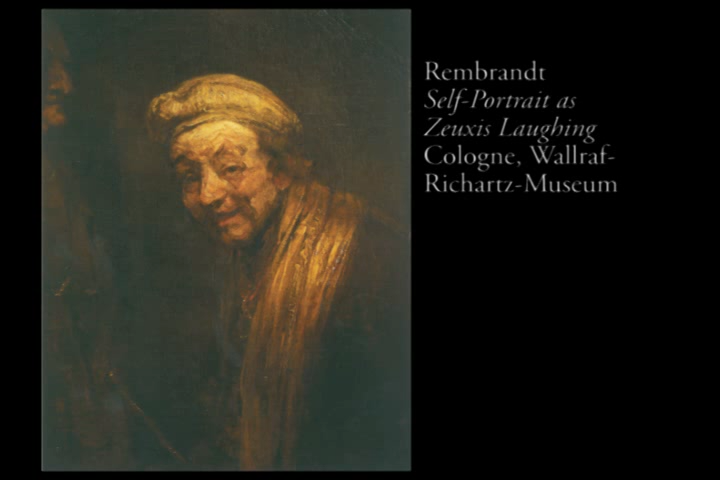 Rembrandt
Self-Portrait as
Zeuxis Laughing
Cologne, Wallraf-
Richartz-Museum